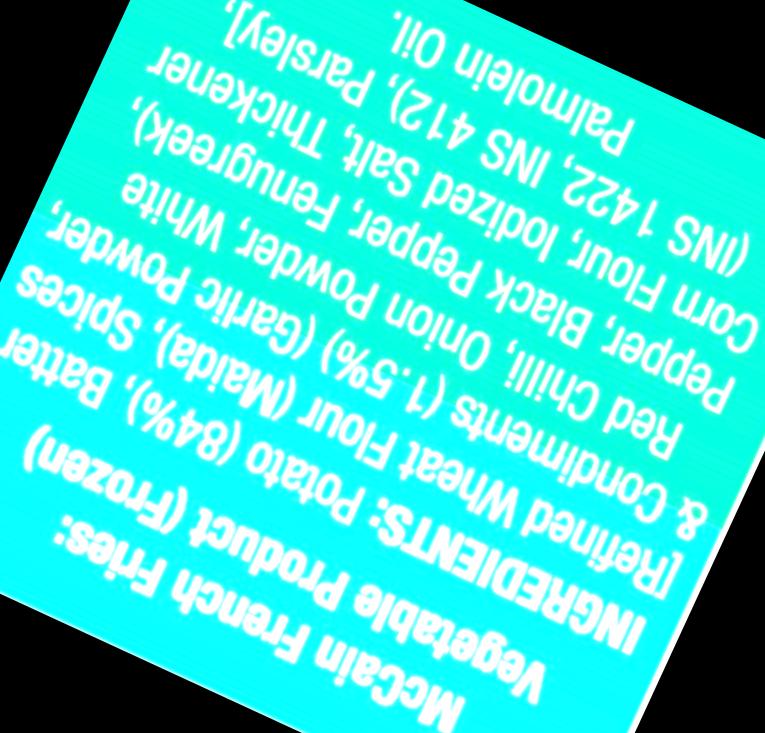 McCain French Fries:
Vegetable Product (Frozen)
INGREDIENTS: Potato (84%), Batter
[Refined Wheat Flour (Maida), Spices
& Condiments (1.5%) (Garlic Powder,
Red Chilli, Onion Powder, White
Pepper, Black Pepper, Fenugreek),
Corn Flour, Iodized Salt, Thickener
(INS 1422, INS 412), Parsley],
Palmolein Oil.